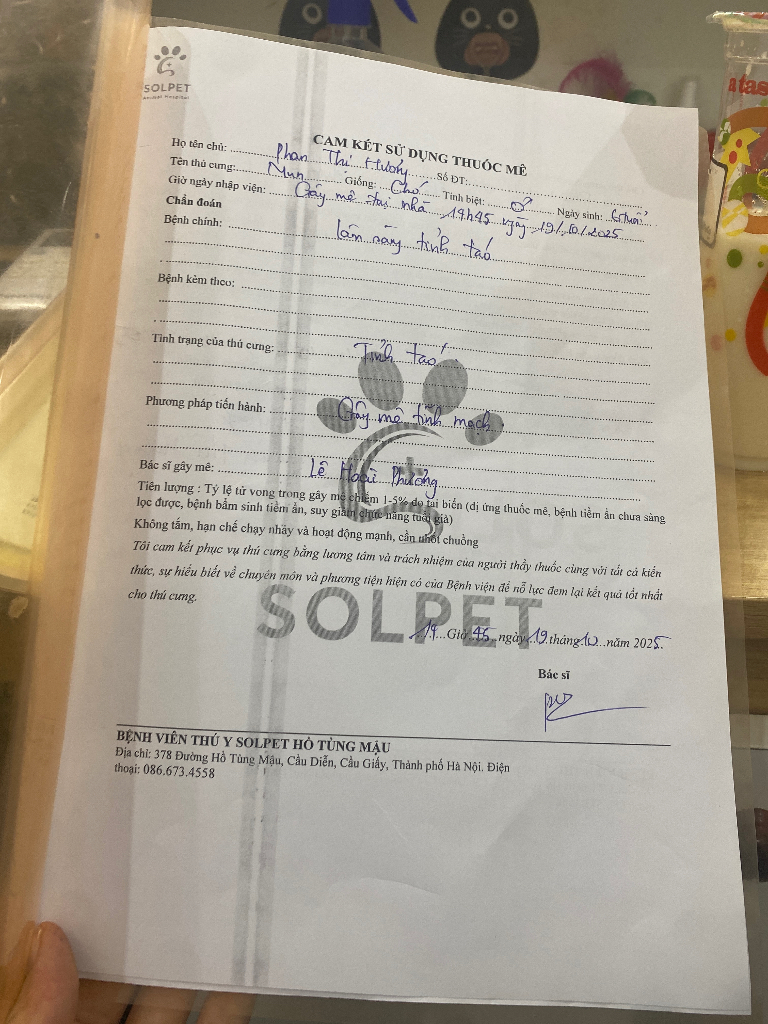 SOLPET
Animal Hospital
CAM KẾT SỬ DỤNG THUỐC MÊ
Họ tên chủ: Phan Thị Hường Số ĐT:
Tên thú cưng: Mun Giống: Chó Tính biệt: ♂ Ngày sinh: 6 tuổi
Giờ ngày nhập viện: Gây mê tại nhà 19h45 ngày 19/10/2025
Chẩn đoán
Bệnh chính: lâm sàng tỉnh táo
Bệnh kèm theo:
Tình trạng của thú cưng: Tỉnh táo
Phương pháp tiến hành: Gây mê tĩnh mạch
Bác sĩ gây mê: Lê Hoài Phương
Tiên lượng : Tỷ lệ tử vong trong gây mê chiếm 1-5% do tai biến (dị ứng thuốc mê, bệnh tiềm ẩn chưa sàng
lọc được, bệnh bẩm sinh tiềm ẩn, suy giảm chức năng tuổi già)
Không tắm, hạn chế chạy nhảy và hoạt động mạnh, cần nhốt chuồng
Tôi cam kết phục vụ thú cưng bằng lương tâm và trách nhiệm của người thầy thuốc cùng với tất cả kiến
thức, sự hiểu biết về chuyên môn và phương tiện hiện có của Bệnh viện để nỗ lực đem lại kết quả tốt nhất
cho thú cưng.
SOLPET
19 Giờ 45 ngày 19 tháng 10 năm 2025
Bác sĩ
BỆNH VIỆN THÚ Y SOLPET HỒ TÙNG MẬU
Địa chỉ: 378 Đường Hồ Tùng Mậu, Cầu Diễn, Cầu Giấy, Thành phố Hà Nội. Điện
thoại: 086.673.4558